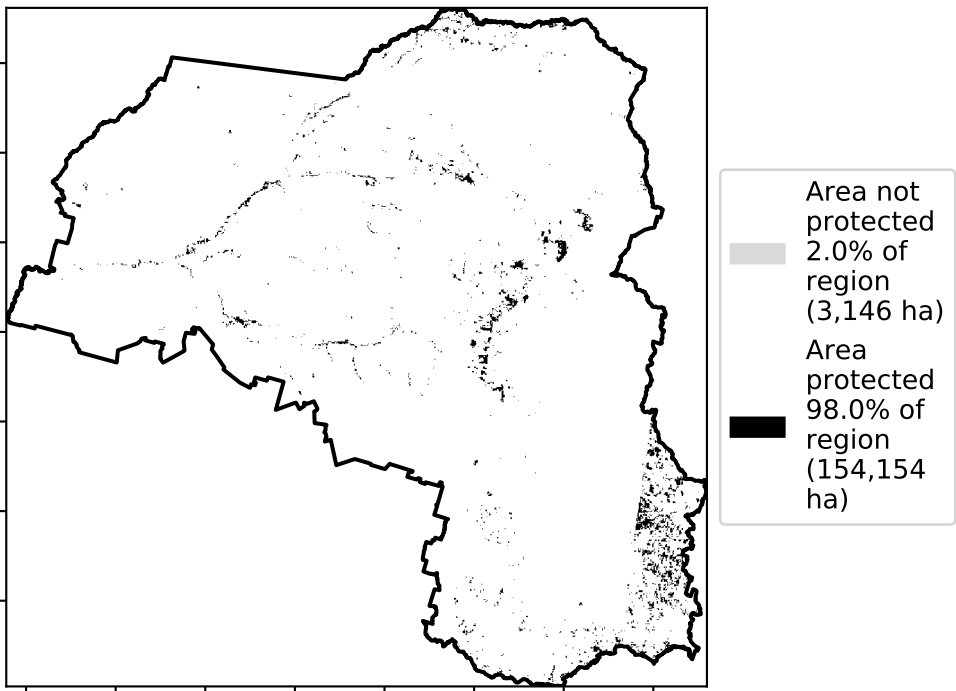 Area not
protected
2.0% of
region
(3,146 ha)
Area
protected
98.0% of
region
(154,154
ha)